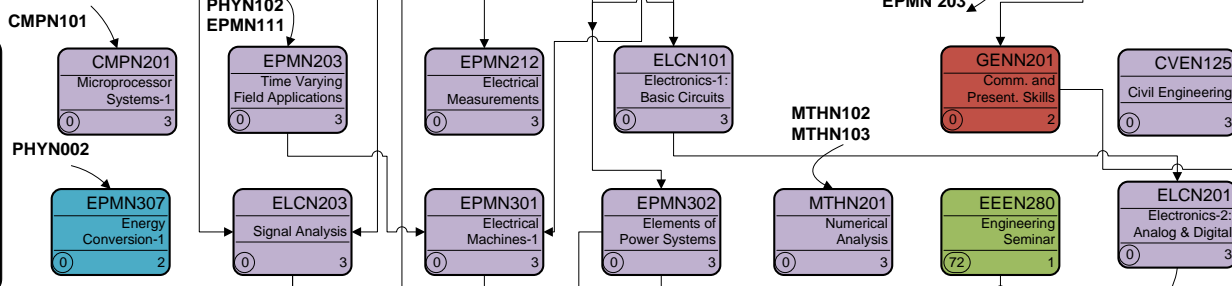 PHYN102
EPMN111
EPMN 203
CMPN101
CMPN201
Microprocessor
Systems-1
0
3
EPMN203
Time Varying
Field Applications
0
3
EPMN212
Electrical
Measurements
0
3
ELCN101
Electronics-1:
Basic Circuits
0
3
GENN201
Comm. and
Present. Skills
0
2
CVEN125
Civil Engineering
0
3
MTHN102
MTHN103
PHYN002
EPMN307
Energy
Conversion-1
0
2
ELCN203
Signal Analysis
0
3
EPMN301
Electrical
Machines-1
0
3
EPMN302
Elements of
Power Systems
0
3
MTHN201
Numerical
Analysis
0
3
EEEN280
Engineering
Seminar
72
1
ELCN201
Electronics-2:
Analog & Digital
0
3